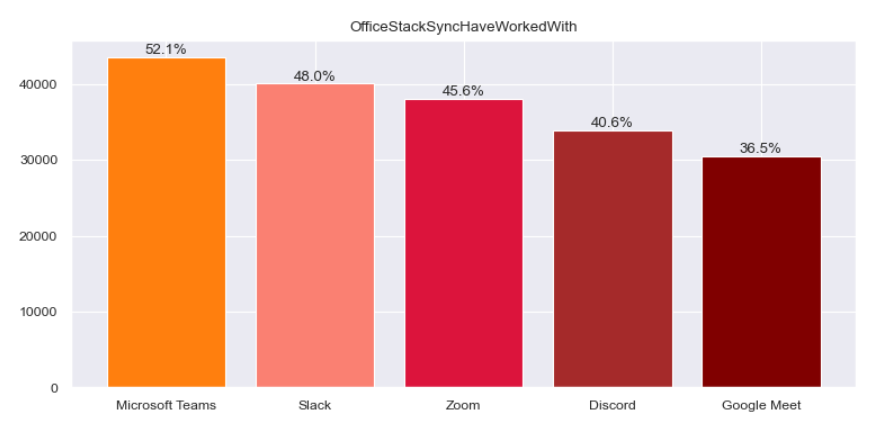 OfficeStackSyncHaveWorkedWith
52.1%
48.0%
45.6%
40.6%
36.5%
40000
30000
20000
10000
0
Microsoft Teams
Slack
Zoom
Discord
Google Meet